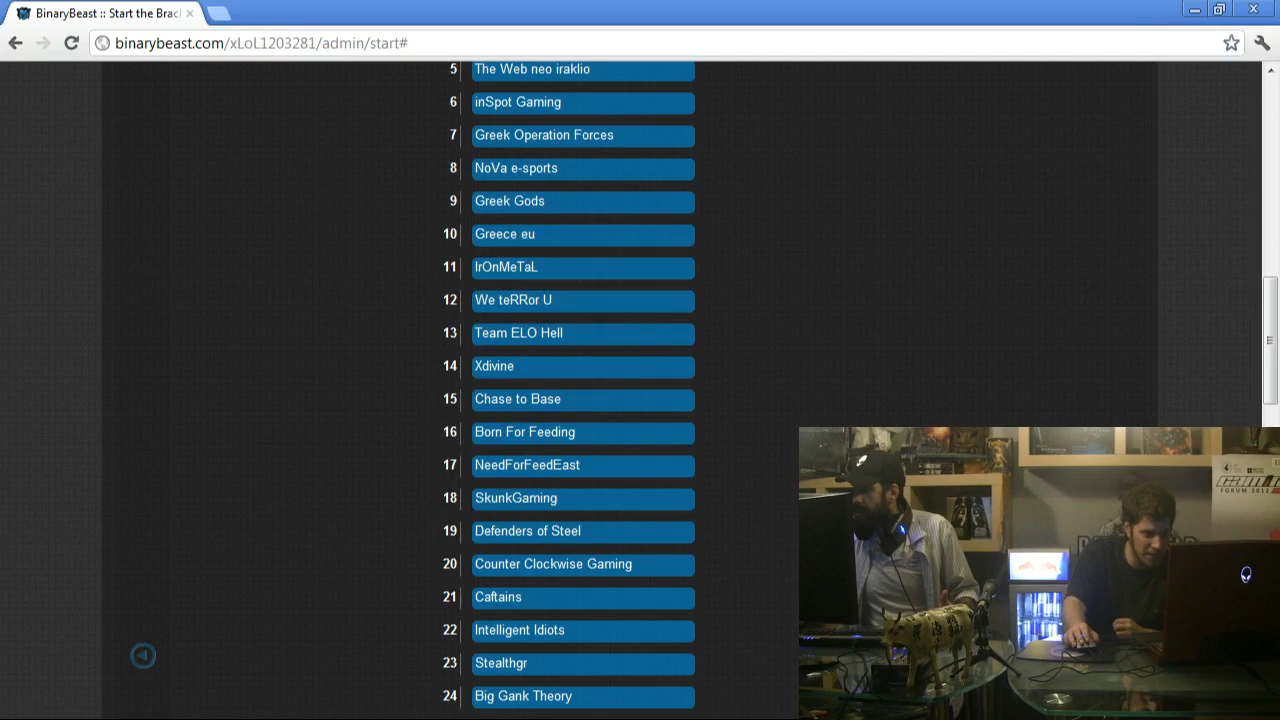 BinaryBeast :: Start the Brac
binarybeast.com/xLoL1203281/admin/start#
5 The Web neo iraklio
6 inSpot Gaming
7 Greek Operation Forces
8 NoVa e-sports
9 Greek Gods
10 Greece eu
11 IrOnMeTaL
12 We teRRor U
13 Team ELO Hell
14 Xdivine
15 Chase to Base
16 Born For Feeding
17 NeedForFeedEast
18 SkunkGaming
19 Defenders of Steel
20 Counter Clockwise Gaming
21 Caftains
22 Intelligent Idiots
23 Stealthgr
24 Big Gank Theory
FORUM 2011